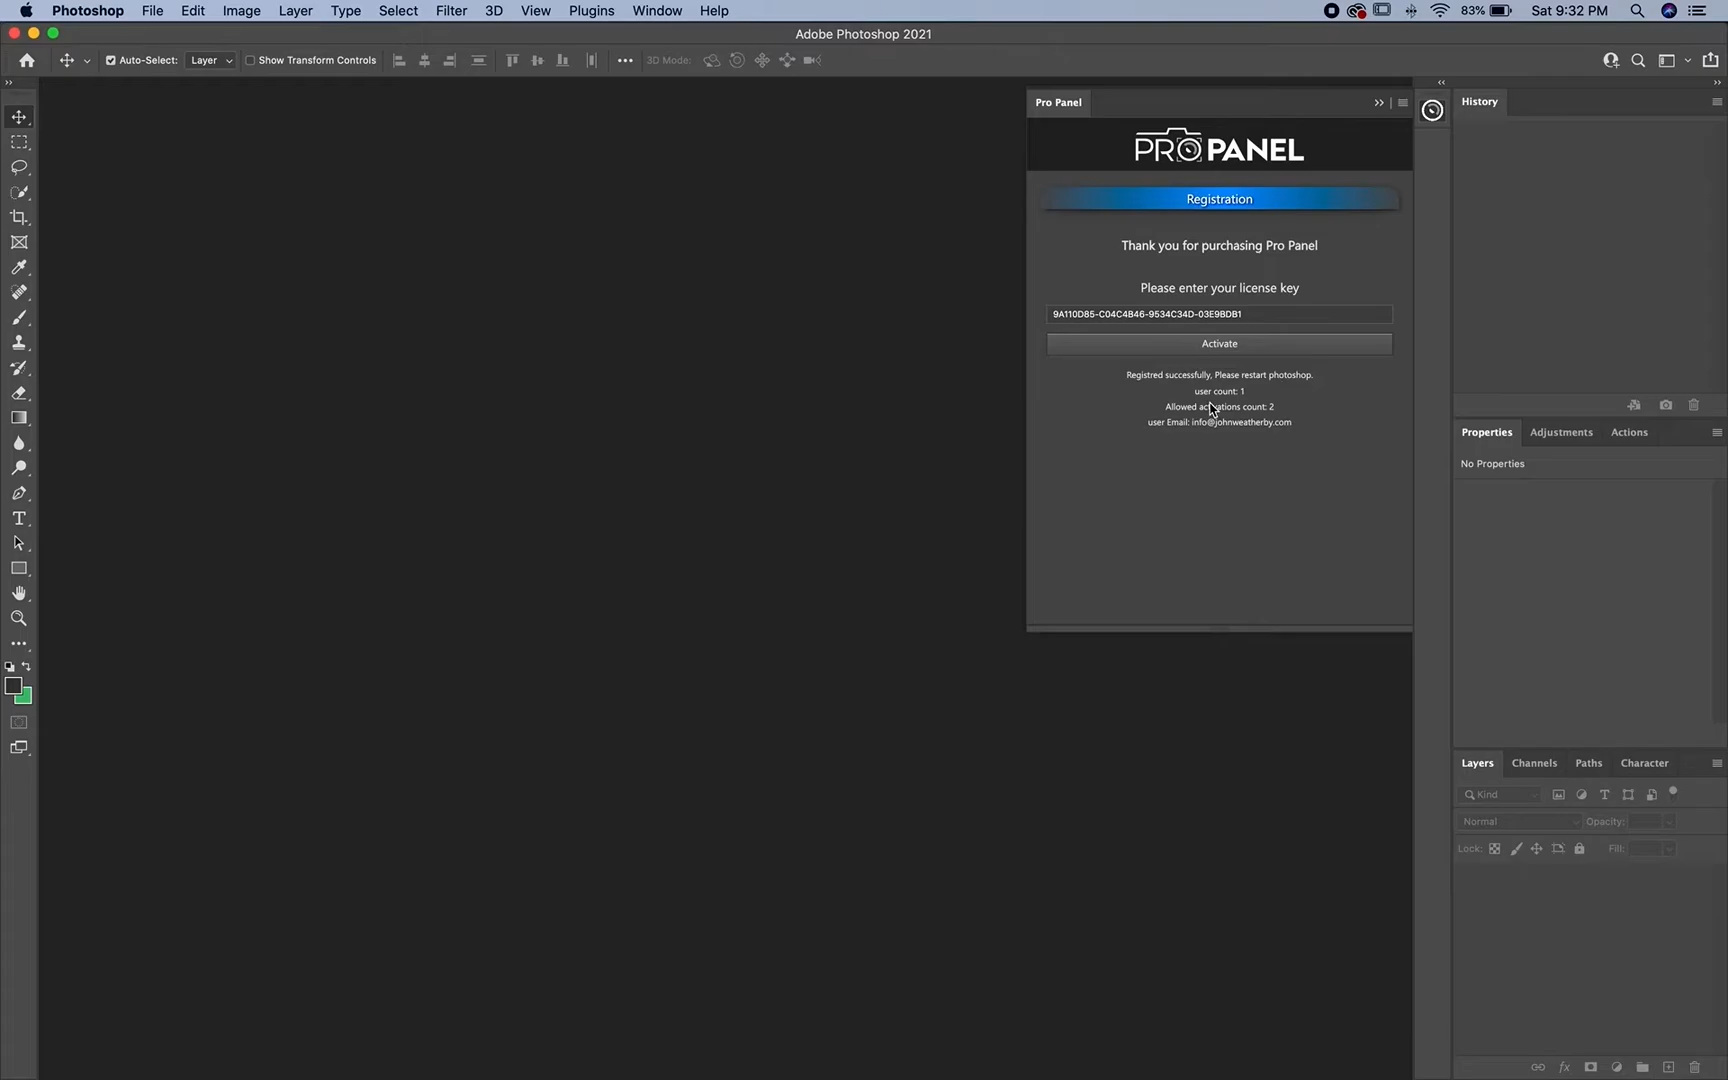 Photoshop File Edit Image Layer Type Select Filter 3D View Plugins Window Help 83% Sat 9:32 PM
Adobe Photoshop 2021
Auto-Select: Layer Show Transform Controls 3D Mode:
Pro Panel
History
PRO PANEL
Registration
Thank you for purchasing Pro Panel
Please enter your license key
9A110D85-C04C4B46-9534C34D-03E9BDB1
Activate
Registred successfully, Please restart photoshop.
user count: 1
Allowed activations count: 2
user Email: info@johnweatherby.com
Properties Adjustments Actions
No Properties
Layers Channels Paths Character
Kind
Normal Opacity:
Lock: Fill:
fx